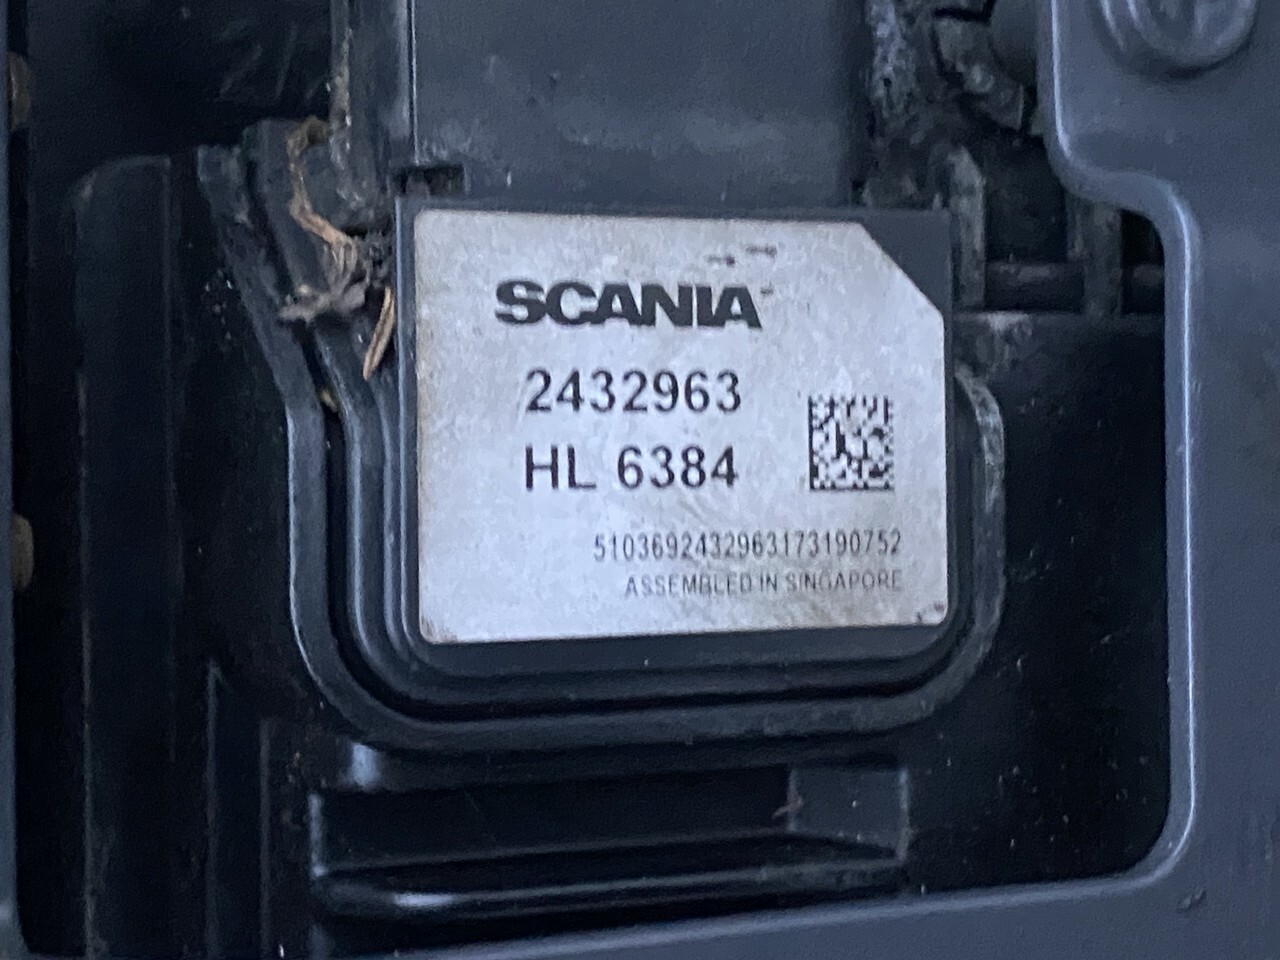 SCANIA
2432963
HL 6384
5103692432963173190752
ASSEMBLED IN SINGAPORE